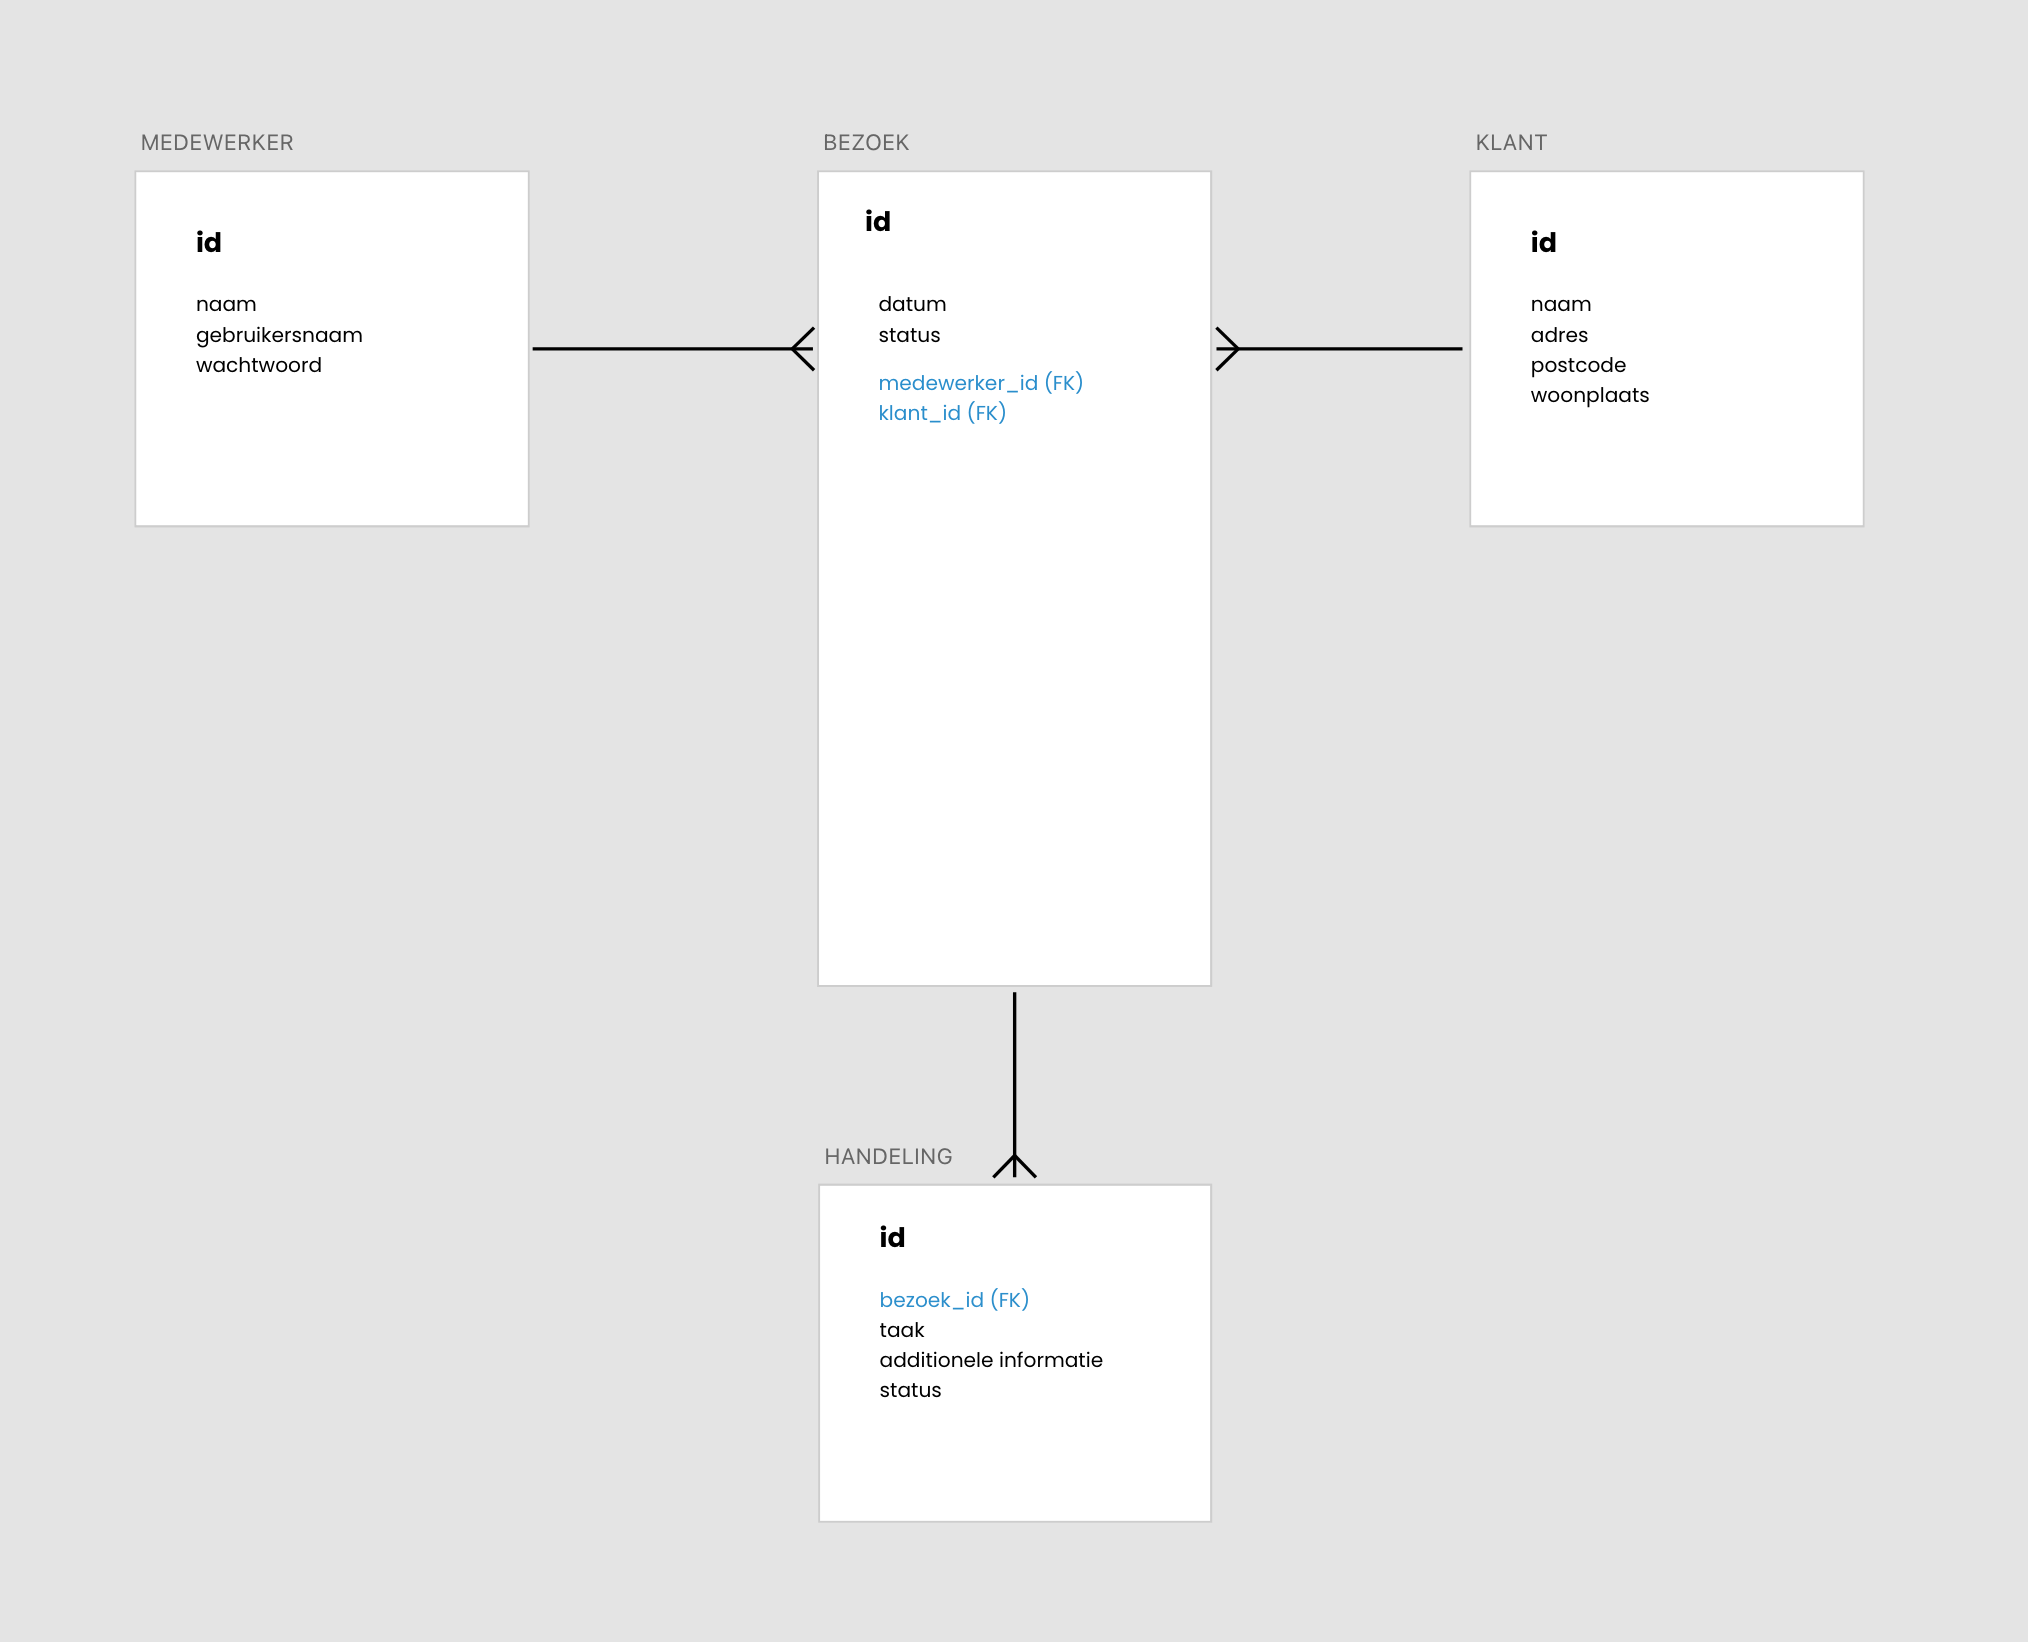 MEDEWERKER
id
naam
gebruikersnaam
wachtwoord
BEZOEK
id
datum
status
medewerker_id (FK)
klant_id (FK)
KLANT
id
naam
adres
postcode
woonplaats
HANDELING
id
bezoek_id (FK)
taak
additionele informatie
status